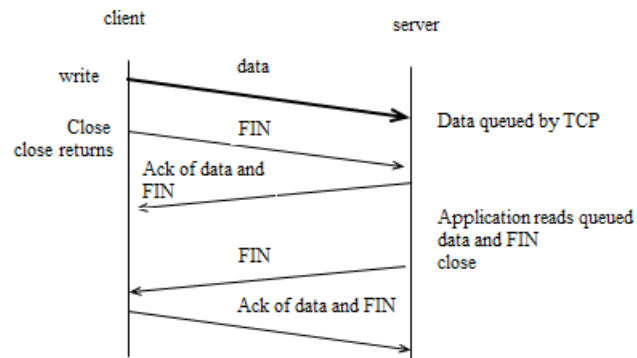 client
server
write
data
Data queued by TCP
Close
close returns
FIN
Ack of data and
FIN
Application reads queued
data and FIN
close
FIN
Ack of data and FIN